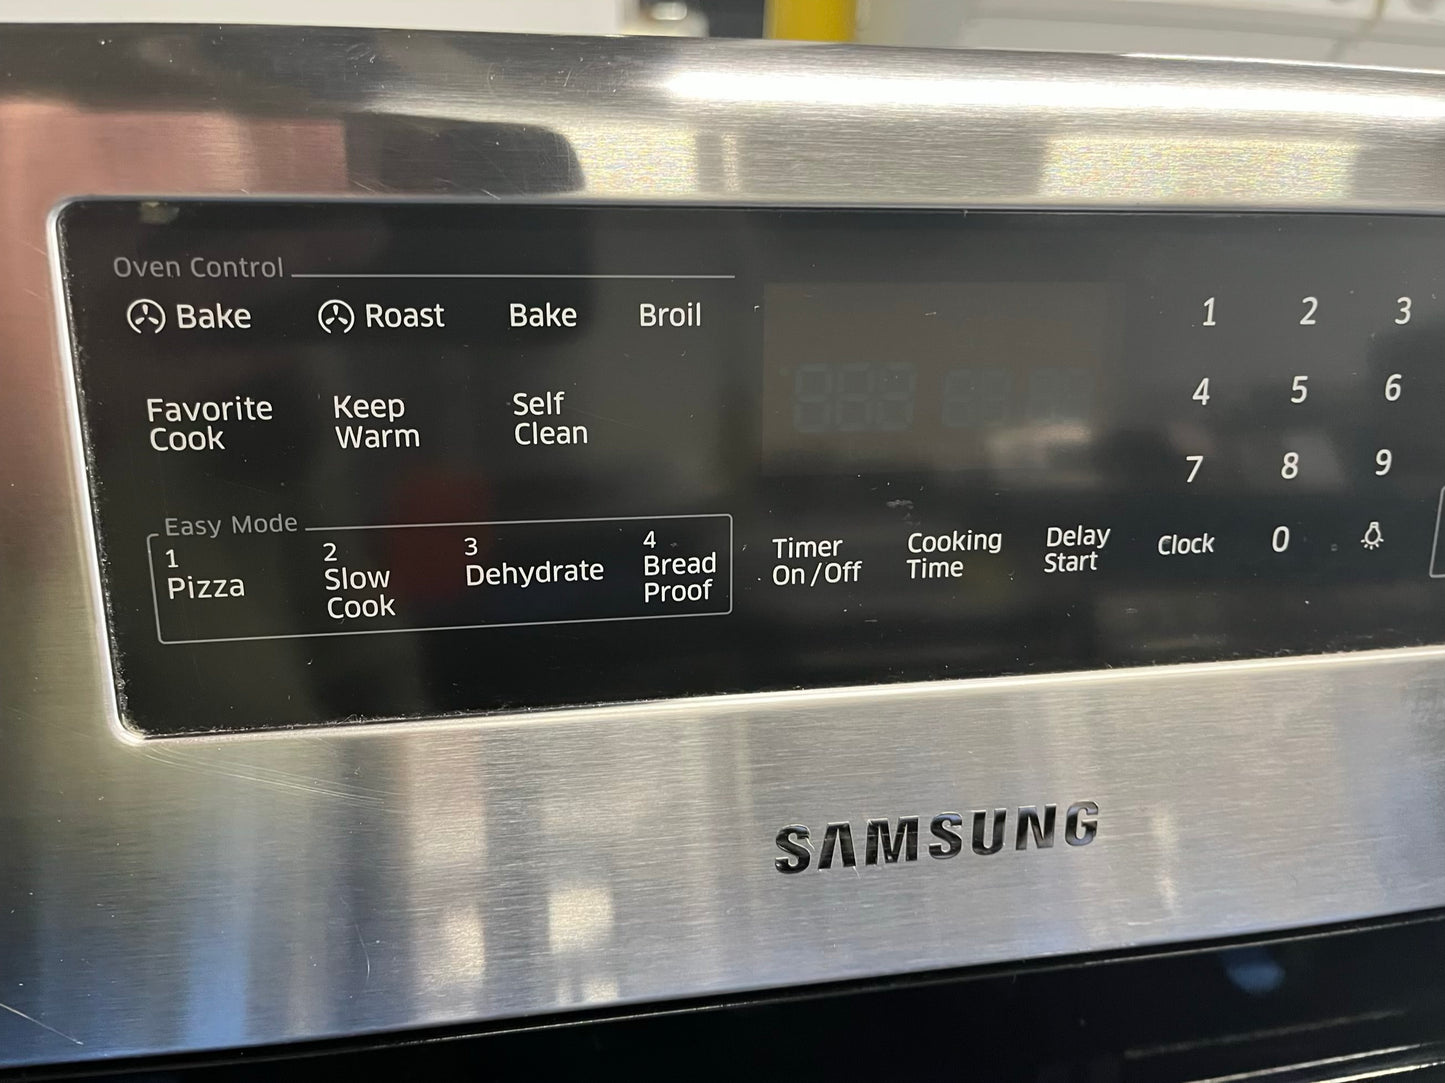 Oven Control
Bake Roast Bake Broil
Favorite Cook
Keep Warm
Self Clean
Easy Mode
1 Pizza
2 Slow Cook
3 Dehydrate
4 Bread Proof
Timer On/Off
Cooking Time
Delay Start
1 2 3
4 5 6
7 8 9
Clock 0
SAMSUNG